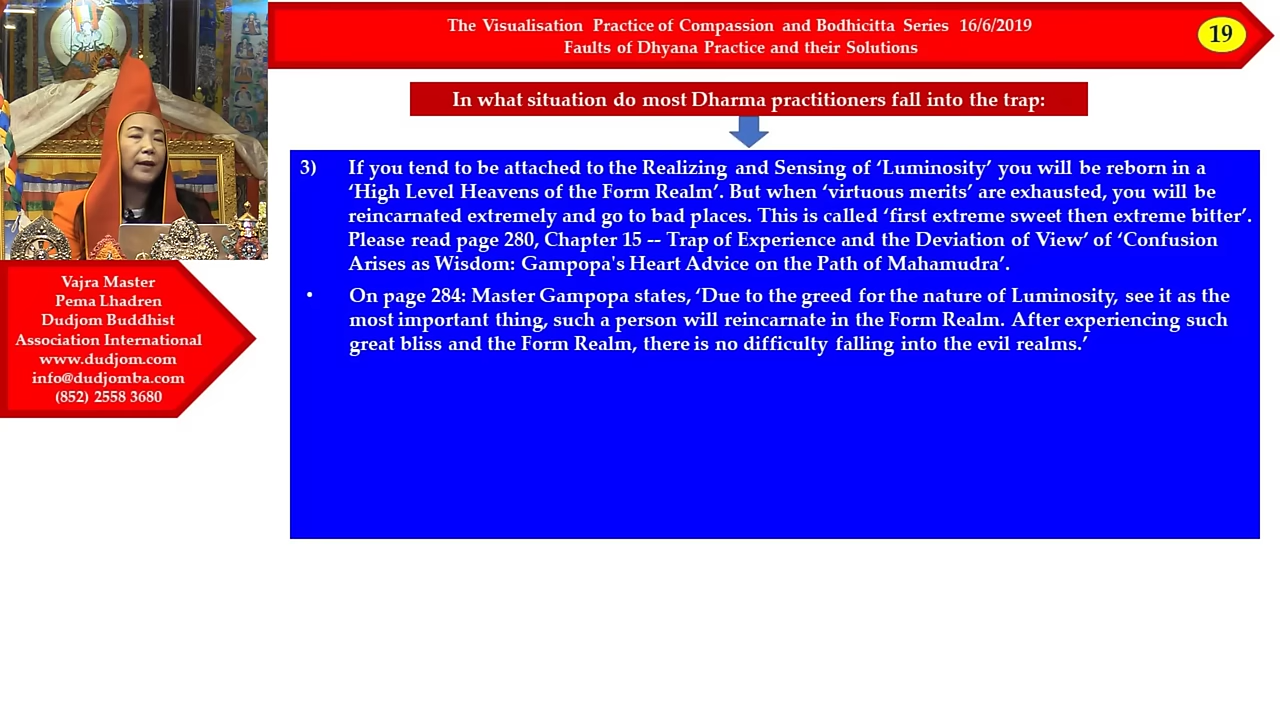 The Visualisation Practice of Compassion and Bodhicitta Series 16/6/2019
Faults of Dhyana Practice and their Solutions
19
In what situation do most Dharma practitioners fall into the trap:
3) If you tend to be attached to the Realizing and Sensing of ‘Luminosity’ you will be reborn in a
‘High Level Heavens of the Form Realm’. But when ‘virtuous merits’ are exhausted, you will be
reincarnated extremely and go to bad places. This is called ‘first extreme sweet then extreme bitter’.
Please read page 280, Chapter 15 -- Trap of Experience and the Deviation of View’ of ‘Confusion
Arises as Wisdom: Gampopa's Heart Advice on the Path of Mahamudra’.
• On page 284: Master Gampopa states, ‘Due to the greed for the nature of Luminosity, see it as the
most important thing, such a person will reincarnate in the Form Realm. After experiencing such
great bliss and the Form Realm, there is no difficulty falling into the evil realms.’
Vajra Master
Pema Lhadren
Dudjom Buddhist
Association International
www.dudjom.com
info@dudjomba.com
(852) 2558 3680